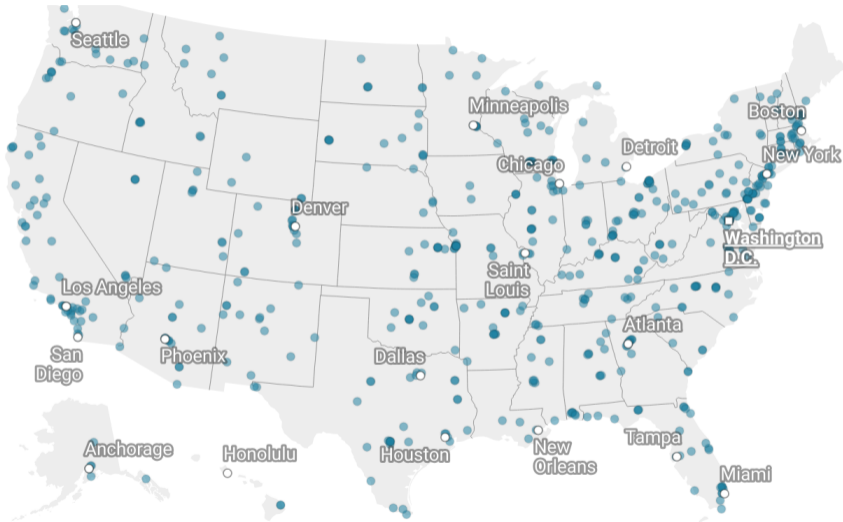 Seattle
Minneapolis
Boston
Detroit
New York
Chicago
Denver
Washington
D.C.
Saint
Louis
Los Angeles
Atlanta
San
Diego
Phoenix
Dallas
Tampa
Anchorage
Honolulu
Houston
New
Orleans
Miami